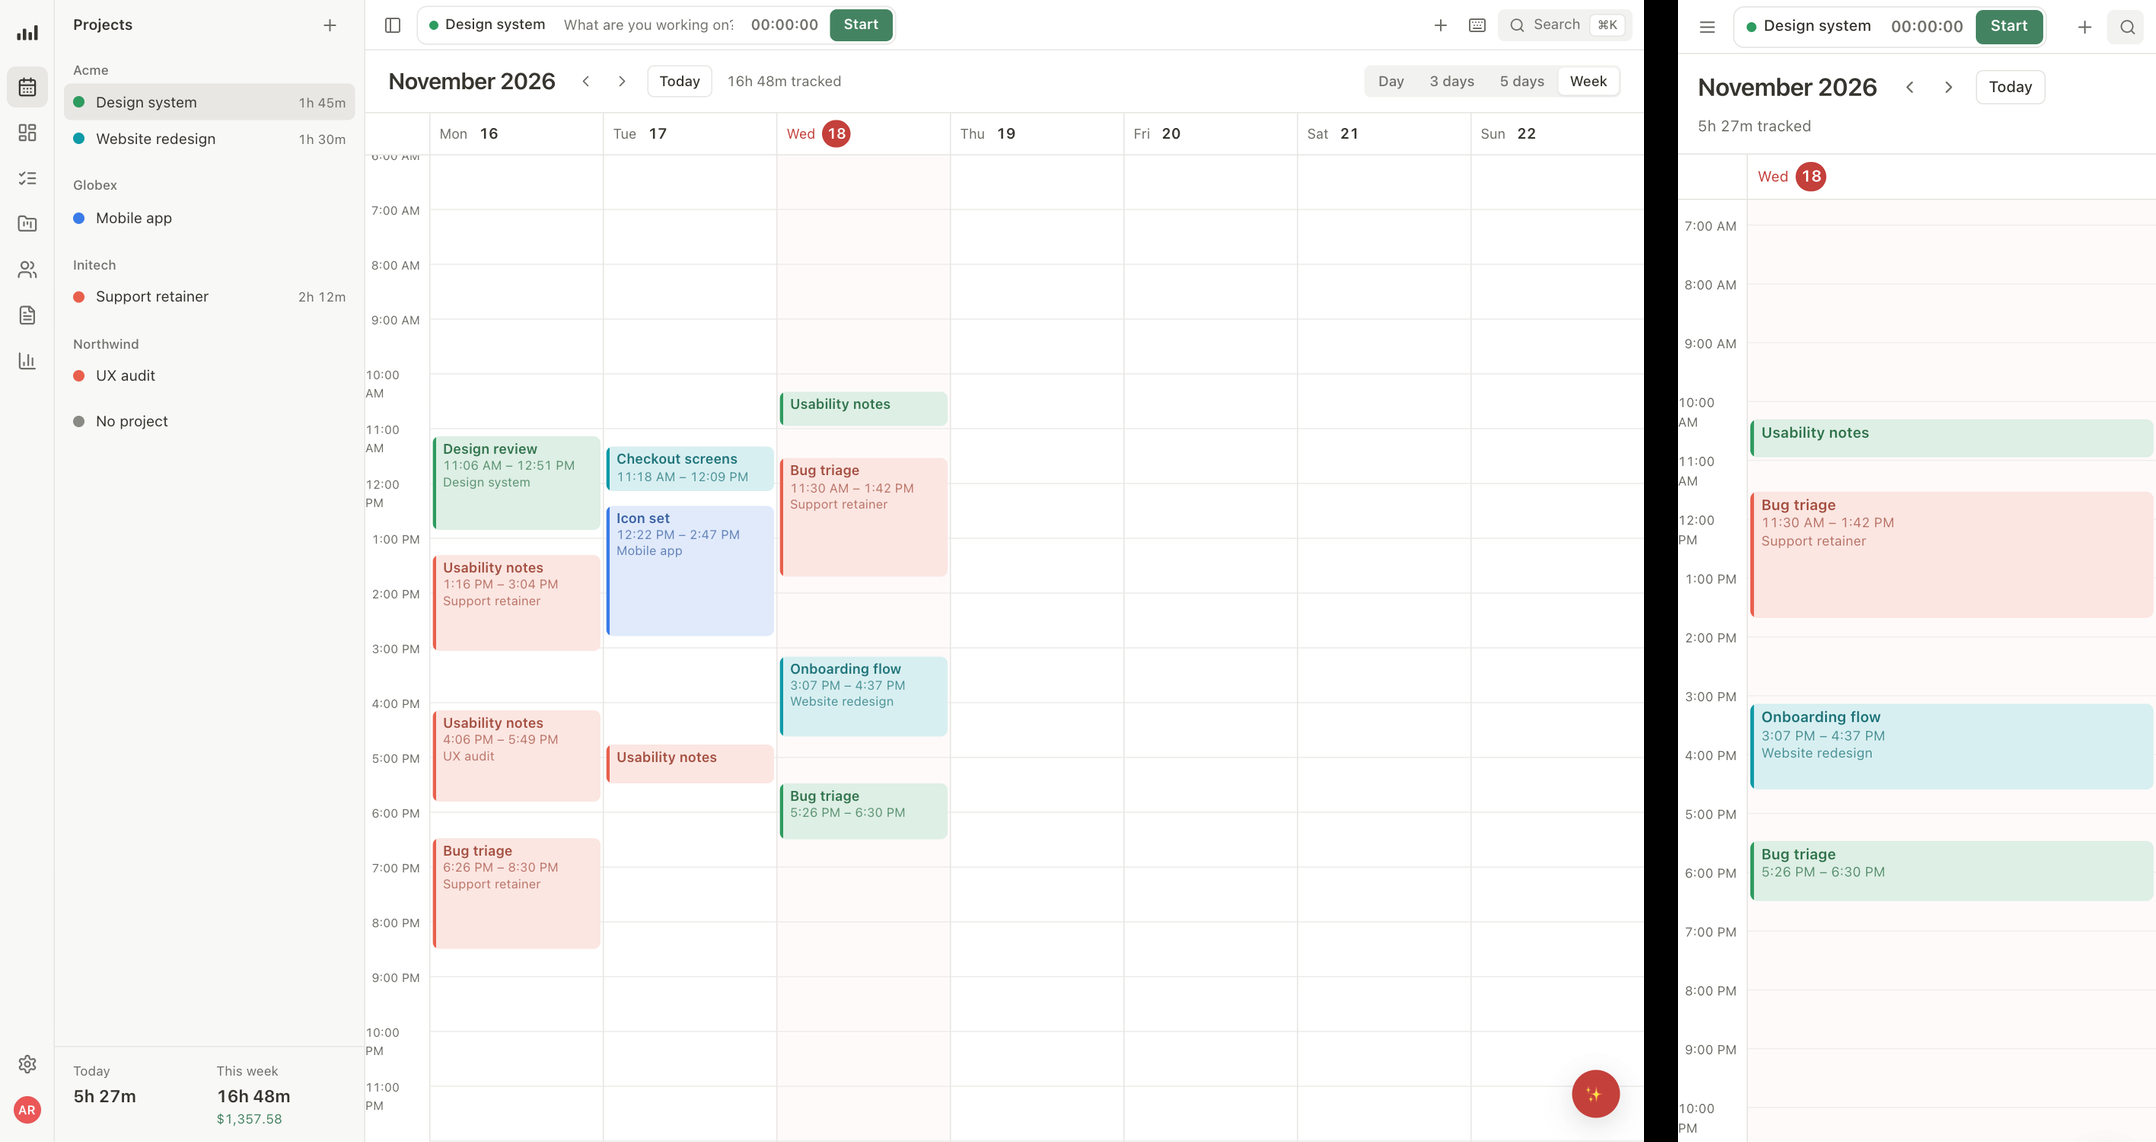 Projects
Acme
Design system 1h 45m
Website redesign 1h 30m
Globex
Mobile app
Initech
Support retainer 2h 12m
Northwind
UX audit
No project
Today
5h 27m
This week
16h 48m
$1,357.58
AR
Design system What are you working on? 00:00:00 Start
Search ⌘K
November 2026 Today 16h 48m tracked
Day 3 days 5 days Week
Mon 16 Tue 17 Wed 18 Thu 19 Fri 20 Sat 21 Sun 22
6:00 AM
7:00 AM
8:00 AM
9:00 AM
10:00
AM
11:00
AM
12:00
PM
1:00 PM
2:00 PM
3:00 PM
4:00 PM
5:00 PM
6:00 PM
7:00 PM
8:00 PM
9:00 PM
10:00
PM
11:00
PM
Design review
11:06 AM – 12:51 PM
Design system
Usability notes
1:16 PM – 3:04 PM
Support retainer
Usability notes
4:06 PM – 5:49 PM
UX audit
Bug triage
6:26 PM – 8:30 PM
Support retainer
Checkout screens
11:18 AM – 12:09 PM
Icon set
12:22 PM – 2:47 PM
Mobile app
Usability notes
Usability notes
Bug triage
11:30 AM – 1:42 PM
Support retainer
Onboarding flow
3:07 PM – 4:37 PM
Website redesign
Bug triage
5:26 PM – 6:30 PM
Design system 00:00:00 Start
November 2026 Today
5h 27m tracked
Wed 18
7:00 AM
8:00 AM
9:00 AM
10:00
AM
11:00
AM
12:00
PM
1:00 PM
2:00 PM
3:00 PM
4:00 PM
5:00 PM
6:00 PM
7:00 PM
8:00 PM
9:00 PM
10:00
PM
Usability notes
Bug triage
11:30 AM – 1:42 PM
Support retainer
Onboarding flow
3:07 PM – 4:37 PM
Website redesign
Bug triage
5:26 PM – 6:30 PM